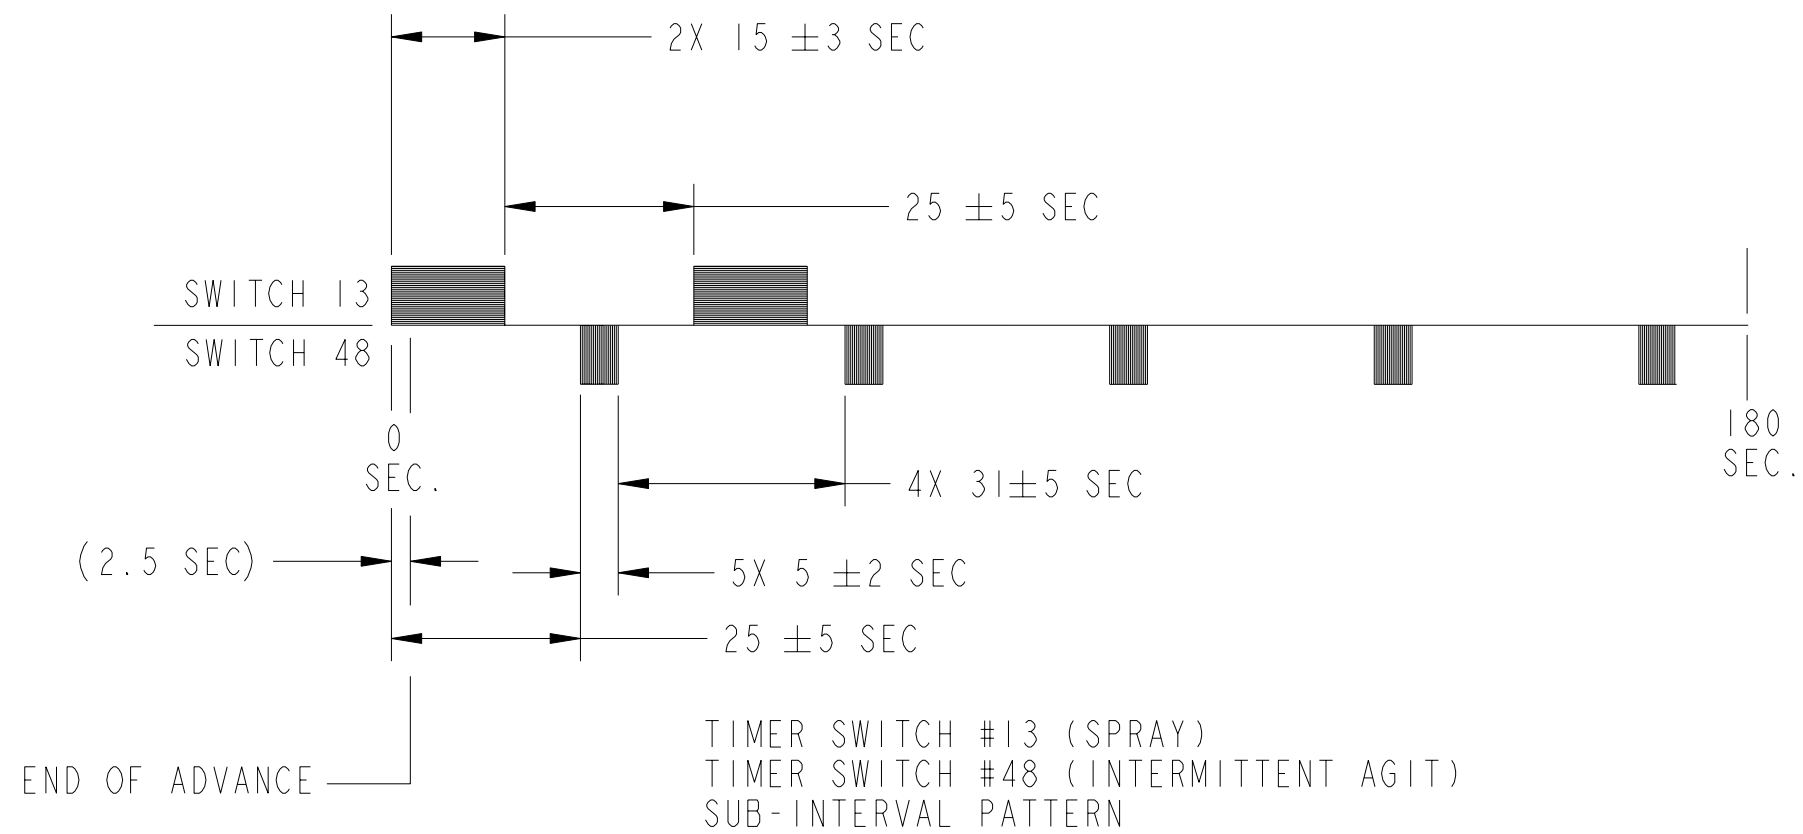 2X 15 ±3 SEC
25 ±5 SEC
SWITCH 13
SWITCH 48
0
SEC.
180
SEC.
4X 31±5 SEC
(2.5 SEC)
5X 5 ±2 SEC
25 ±5 SEC
END OF ADVANCE
TIMER SWITCH #13 (SPRAY)
TIMER SWITCH #48 (INTERMITTENT AGIT)
SUB-INTERVAL PATTERN